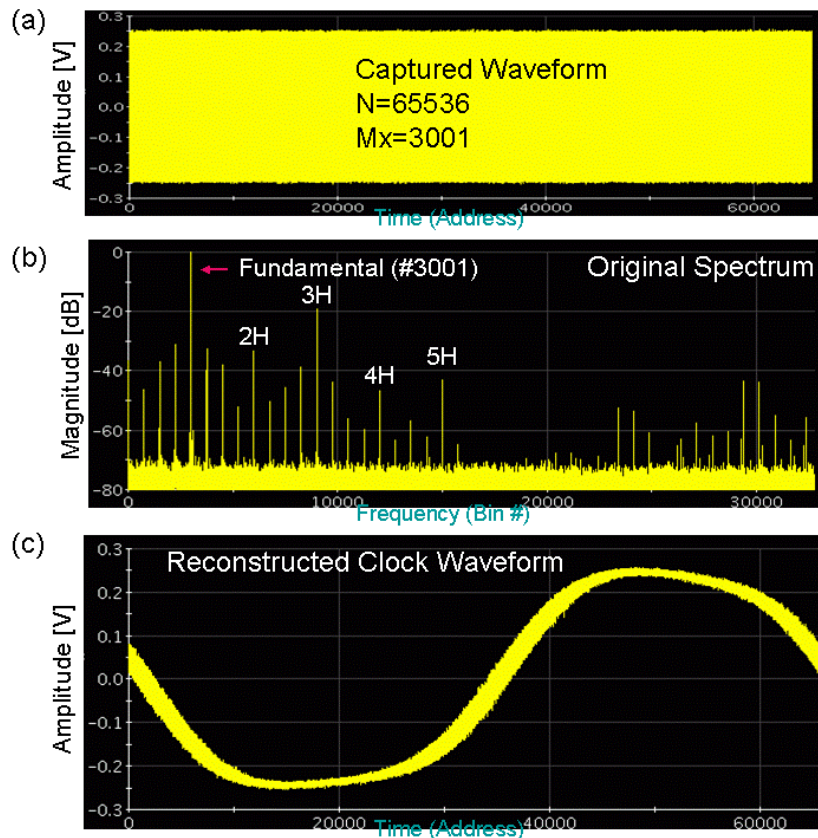 (a)
Amplitude [V]
0.3
0.2
0.1
0.0
-0.1
-0.2
-0.3
Captured Waveform
N=65536
Mx=3001
0
20000
40000
60000
Time (Address)
(b)
Magnitude [dB]
0
-20
-40
-60
-80
Fundamental (#3001)
Original Spectrum
2H
3H
4H
5H
0
10000
20000
30000
Frequency (Bin #)
(c)
Amplitude [V]
0.3
0.2
0.1
0.0
-0.1
-0.2
-0.3
Reconstructed Clock Waveform
0
20000
40000
60000
Time (Address)